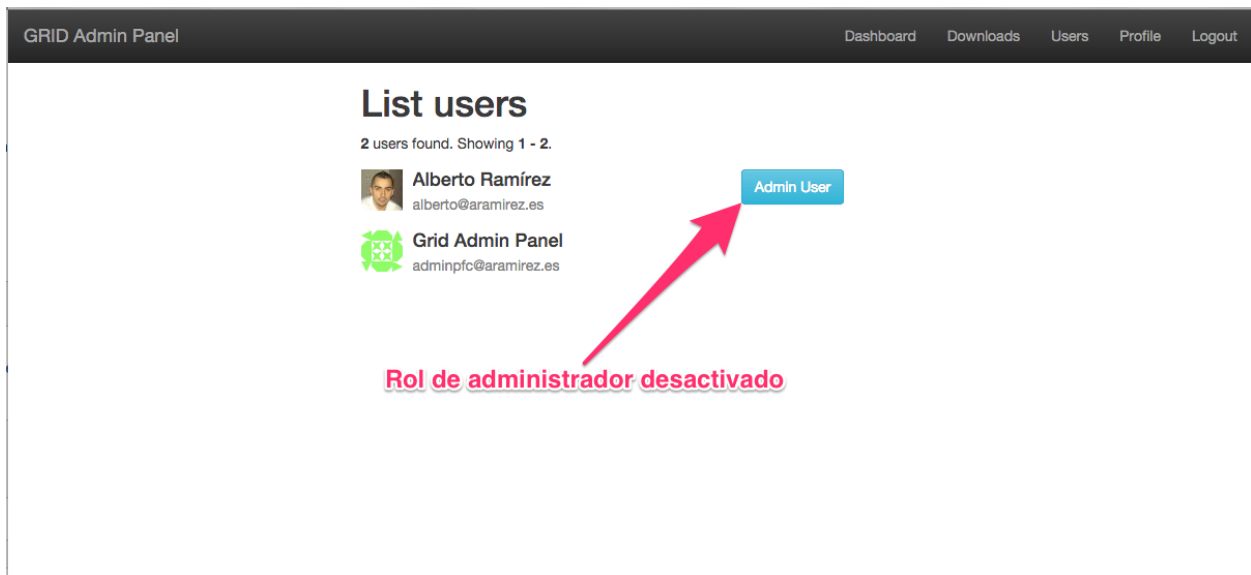 GRID Admin Panel
Dashboard Downloads Users Profile Logout
List users
2 users found. Showing 1 - 2.
Alberto Ramírez
alberto@aramirez.es
Admin User
Grid Admin Panel
adminpfc@aramirez.es
Rol de administrador desactivado